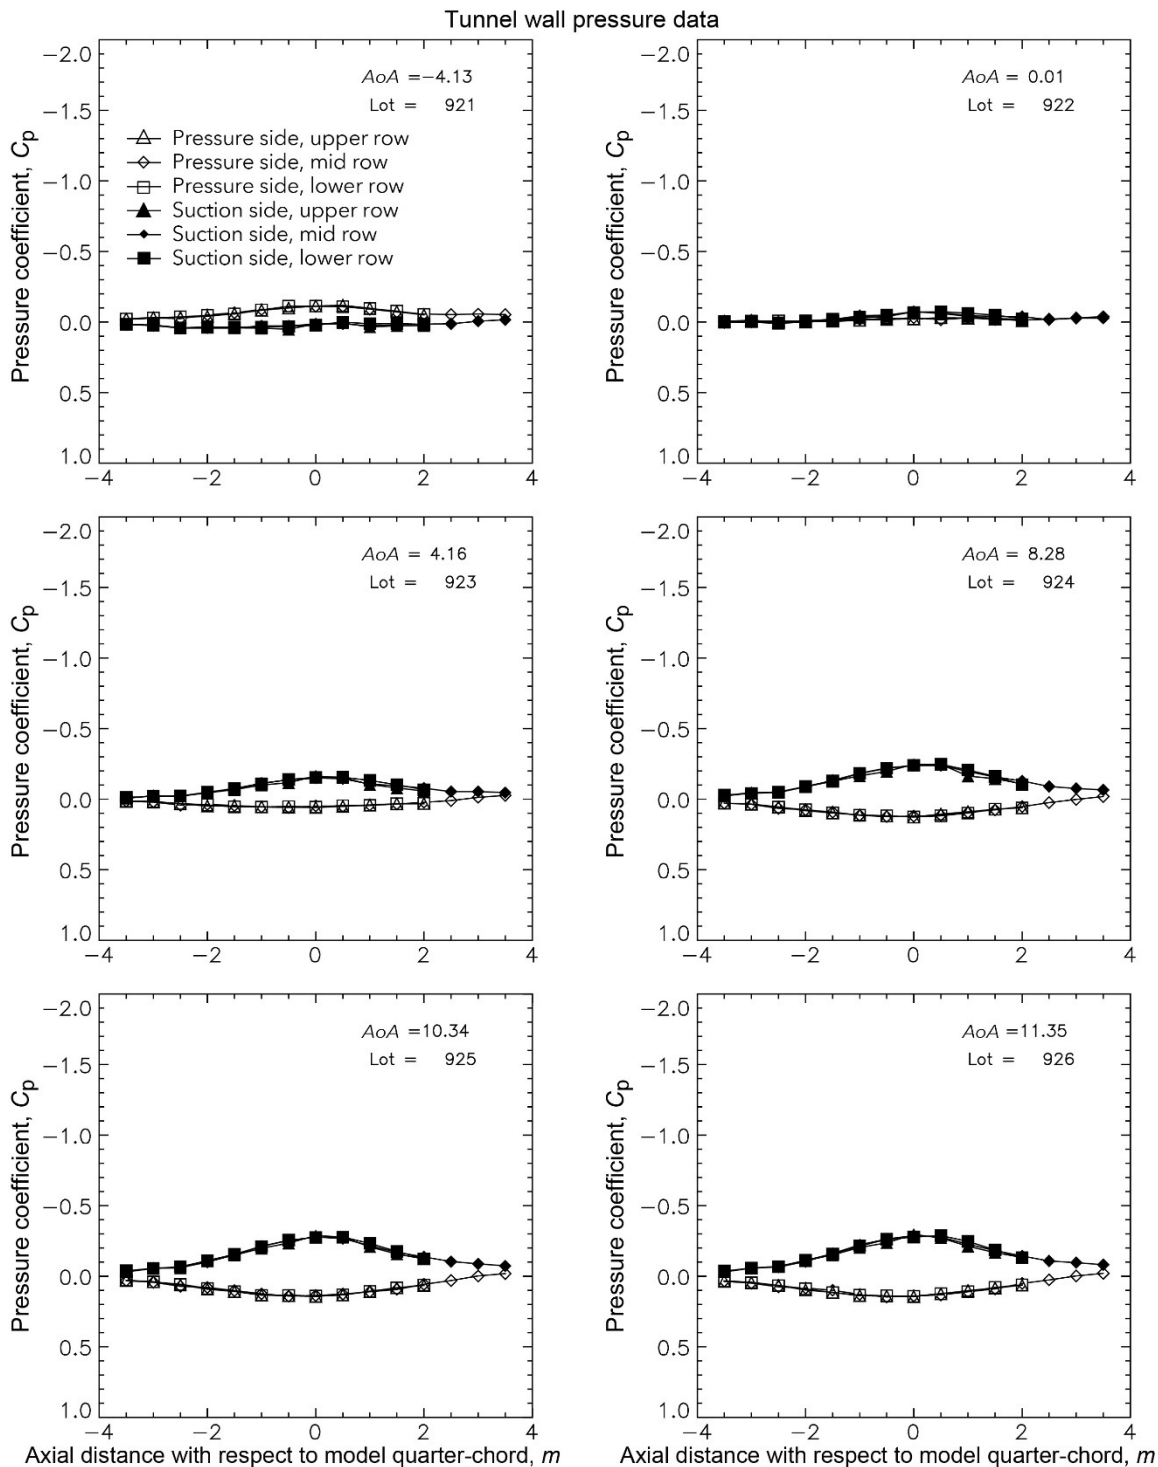 Tunnel wall pressure data
Pressure coefficient, Cp
−2.0
−1.5
−1.0
−0.5
0.0
0.5
1.0
AoA =−4.13
Lot = 921
Pressure side, upper row
Pressure side, mid row
Pressure side, lower row
Suction side, upper row
Suction side, mid row
Suction side, lower row
−4 −2 0 2 4
Pressure coefficient, Cp
−2.0
−1.5
−1.0
−0.5
0.0
0.5
1.0
AoA = 0.01
Lot = 922
−4 −2 0 2 4
Pressure coefficient, Cp
−2.0
−1.5
−1.0
−0.5
0.0
0.5
1.0
AoA = 4.16
Lot = 923
−4 −2 0 2 4
Pressure coefficient, Cp
−2.0
−1.5
−1.0
−0.5
0.0
0.5
1.0
AoA = 8.28
Lot = 924
−4 −2 0 2 4
Pressure coefficient, Cp
−2.0
−1.5
−1.0
−0.5
0.0
0.5
1.0
AoA =10.34
Lot = 925
−4 −2 0 2 4
Axial distance with respect to model quarter-chord, m
Pressure coefficient, Cp
−2.0
−1.5
−1.0
−0.5
0.0
0.5
1.0
AoA =11.35
Lot = 926
−4 −2 0 2 4
Axial distance with respect to model quarter-chord, m